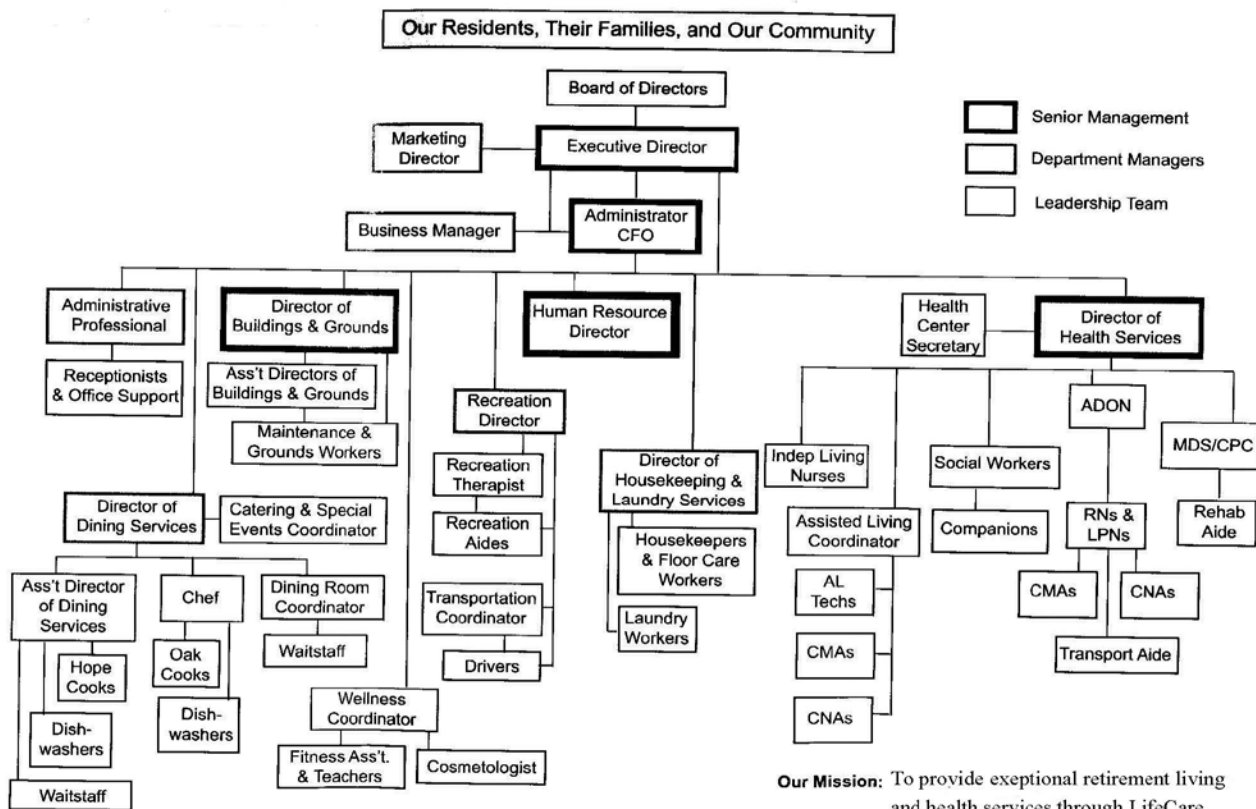 Our Residents, Their Families, and Our Community
Board of Directors
Marketing
Director
Executive Director
Senior Management
Department Managers
Leadership Team
Business Manager
Administrator
CFO
Administrative
Professional
Director of
Buildings & Grounds
Human Resource
Director
Health
Center
Secretary
Director of
Health Services
Receptionists
& Office Support
Ass't Directors of
Buildings & Grounds
Maintenance &
Grounds Workers
Recreation
Director
Recreation
Therapist
Recreation
Aides
Transportation
Coordinator
Drivers
Director of
Housekeeping &
Laundry Services
Housekeepers
& Floor Care
Workers
Laundry
Workers
Indep Living
Nurses
Assisted Living
Coordinator
AL
Techs
CMAs
CNAs
Social Workers
Companions
ADON
RNs &
LPNs
CMAs
CNAs
Transport Aide
MDS/CPC
Rehab
Aide
Director of
Dining Services
Catering & Special
Events Coordinator
Ass't Director
of Dining
Services
Chef
Dining Room
Coordinator
Waitstaff
Hope
Cooks
Oak
Cooks
Dish-
washers
Dish-
washers
Waitstaff
Wellness
Coordinator
Fitness Ass't.
& Teachers
Cosmetologist
Our Mission: To provide exeptional retirement living
and health services through LifeCare